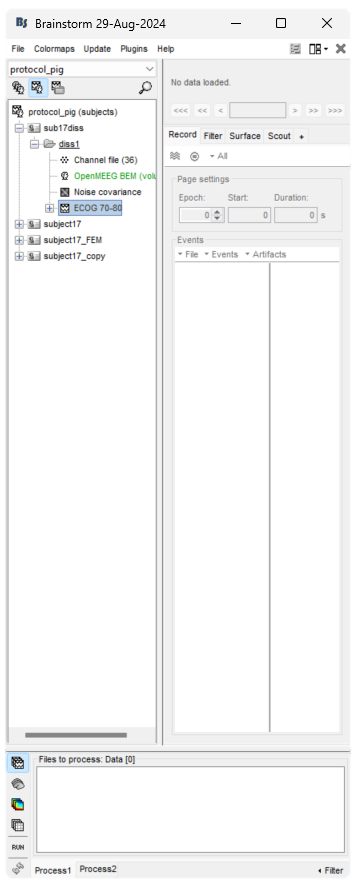 Brainstorm 29-Aug-2024
File Colormaps Update Plugins Help
protocol_pig
No data loaded.
<<< << < > >> >>>
protocol_pig (subjects)
sub17diss
diss1
Channel file (36)
OpenMEEG BEM (volu
Noise covariance
ECOG 70-80
subject17
subject17_FEM
subject17_copy
Record Filter Surface Scout +
All
Page settings
Epoch: Start: Duration:
0 0 0 s
Events
File Events Artifacts
Files to process: Data [0]
RUN
Process1 Process2 Filter